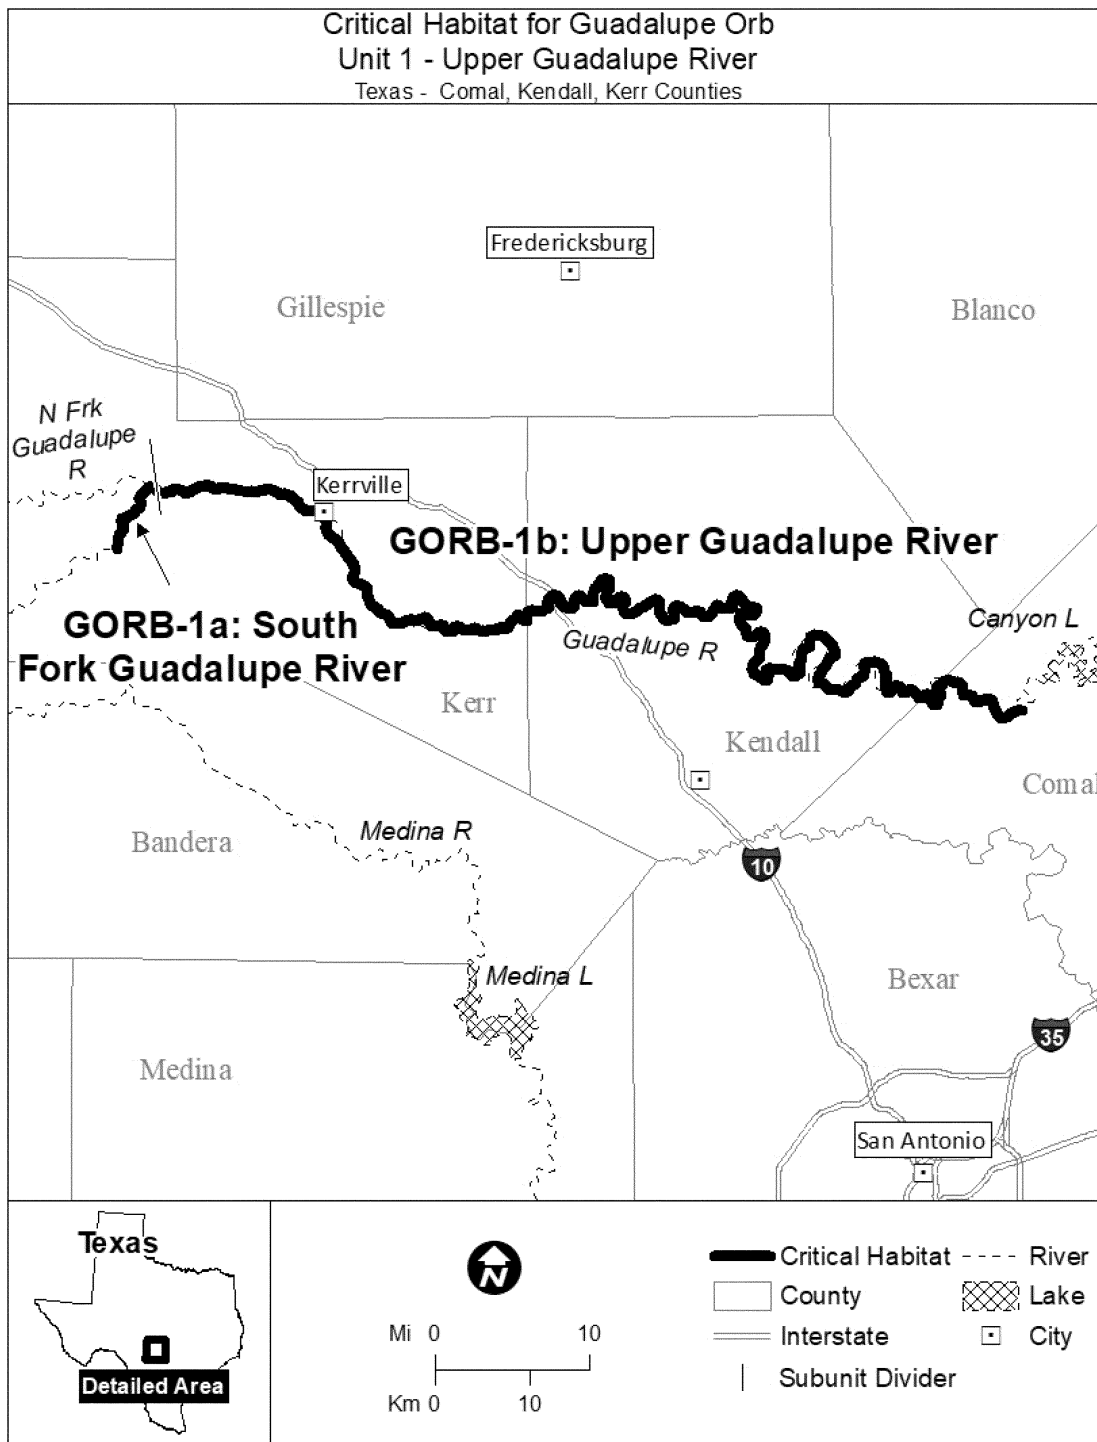 Critical Habitat for Guadalupe Orb
Unit 1 - Upper Guadalupe River
Texas - Comal, Kendall, Kerr Counties
Fredericksburg
Gillespie
Blanco
N Frk
Guadalupe
R
Kerrville
GORB-1b: Upper Guadalupe River
GORB-1a: South
Fork Guadalupe River
Canyon L
Guadalupe R
Kerr
Kendall
Comal
Bandera
Medina R
10
Medina L
Bexar
35
Medina
San Antonio
Texas
Detailed Area
N
Mi 0 10
Km 0 10
Critical Habitat
River
County
Lake
Interstate
City
Subunit Divider